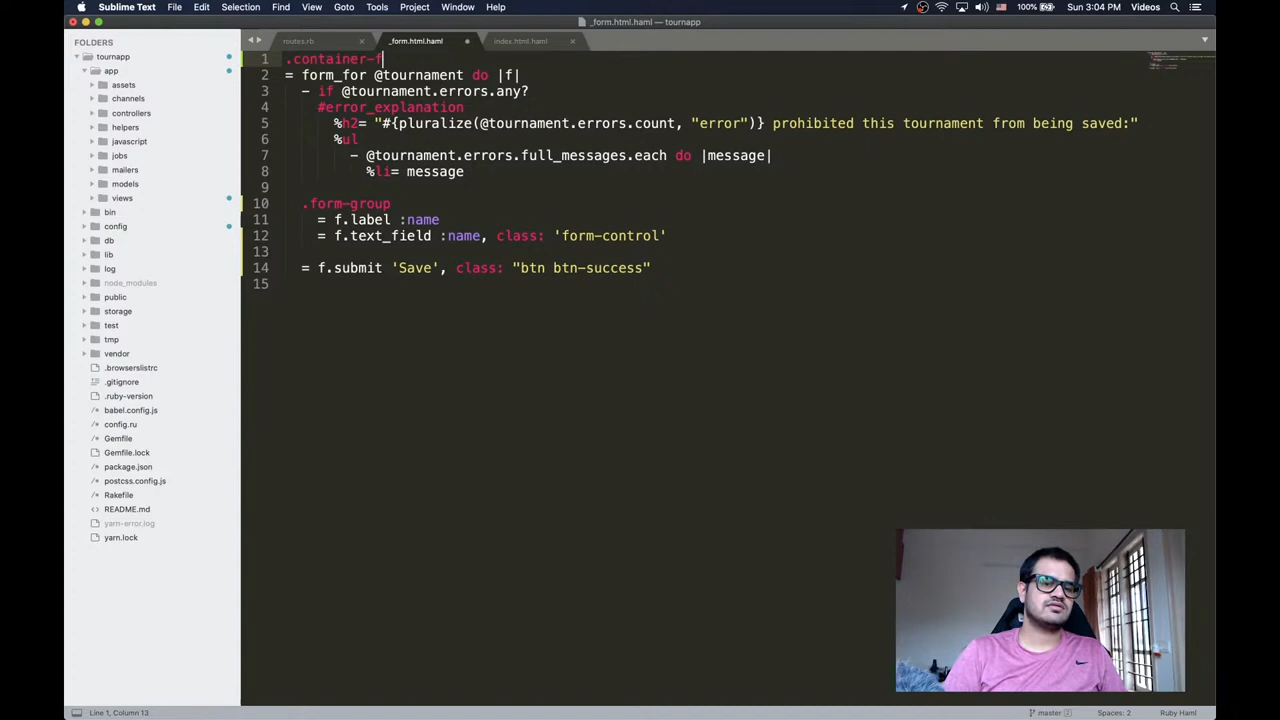 Sublime Text File Edit Selection Find View Goto Tools Project Window Help 100% Sun 3:04 PM Videos
_form.html.haml — tournapp
FOLDERS
tournapp
app
assets
channels
controllers
helpers
javascript
jobs
mailers
models
views
bin
config
db
lib
log
node_modules
public
storage
test
tmp
vendor
.browserslistrc
.gitignore
.ruby-version
babel.config.js
config.ru
Gemfile
Gemfile.lock
package.json
postcss.config.js
Rakefile
README.md
yarn-error.log
yarn.lock
routes.rb _form.html.haml index.html.haml
1 .container-f
2 = form_for @tournament do |f|
3 - if @tournament.errors.any?
4 #error_explanation
5 %h2= "#{pluralize(@tournament.errors.count, "error")} prohibited this tournament from being saved:"
6 %ul
7 - @tournament.errors.full_messages.each do |message|
8 %li= message
9
10 .form-group
11 = f.label :name
12 = f.text_field :name, class: 'form-control'
13
14 = f.submit 'Save', class: "btn btn-success"
15
Line 1, Column 13 master 2 Spaces: 2 Ruby Haml